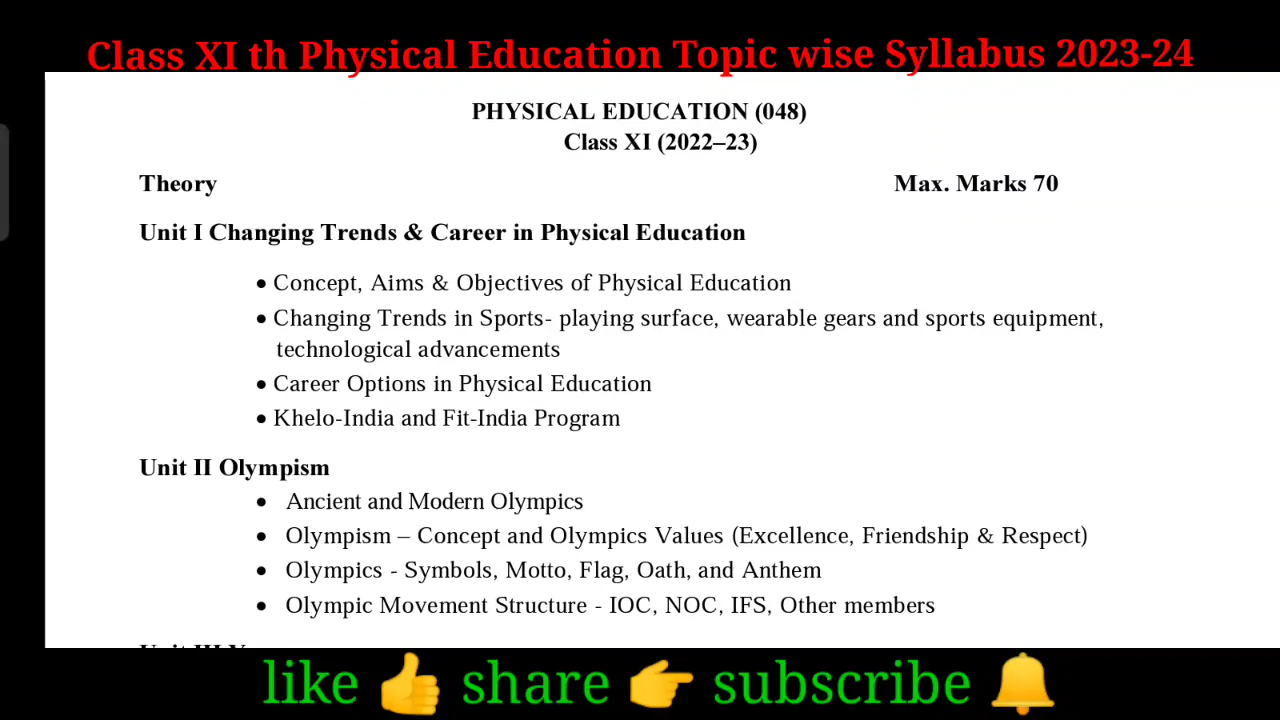 Class XI th Physical Education Topic wise Syllabus 2023-24
PHYSICAL EDUCATION (048)
Class XI (2022–23)
Theory Max. Marks 70
Unit I Changing Trends & Career in Physical Education
• Concept, Aims & Objectives of Physical Education
• Changing Trends in Sports- playing surface, wearable gears and sports equipment,
technological advancements
• Career Options in Physical Education
• Khelo-India and Fit-India Program
Unit II Olympism
• Ancient and Modern Olympics
• Olympism – Concept and Olympics Values (Excellence, Friendship & Respect)
• Olympics - Symbols, Motto, Flag, Oath, and Anthem
• Olympic Movement Structure - IOC, NOC, IFS, Other members
Unit III
like 👍 share 👉 subscribe 🔔